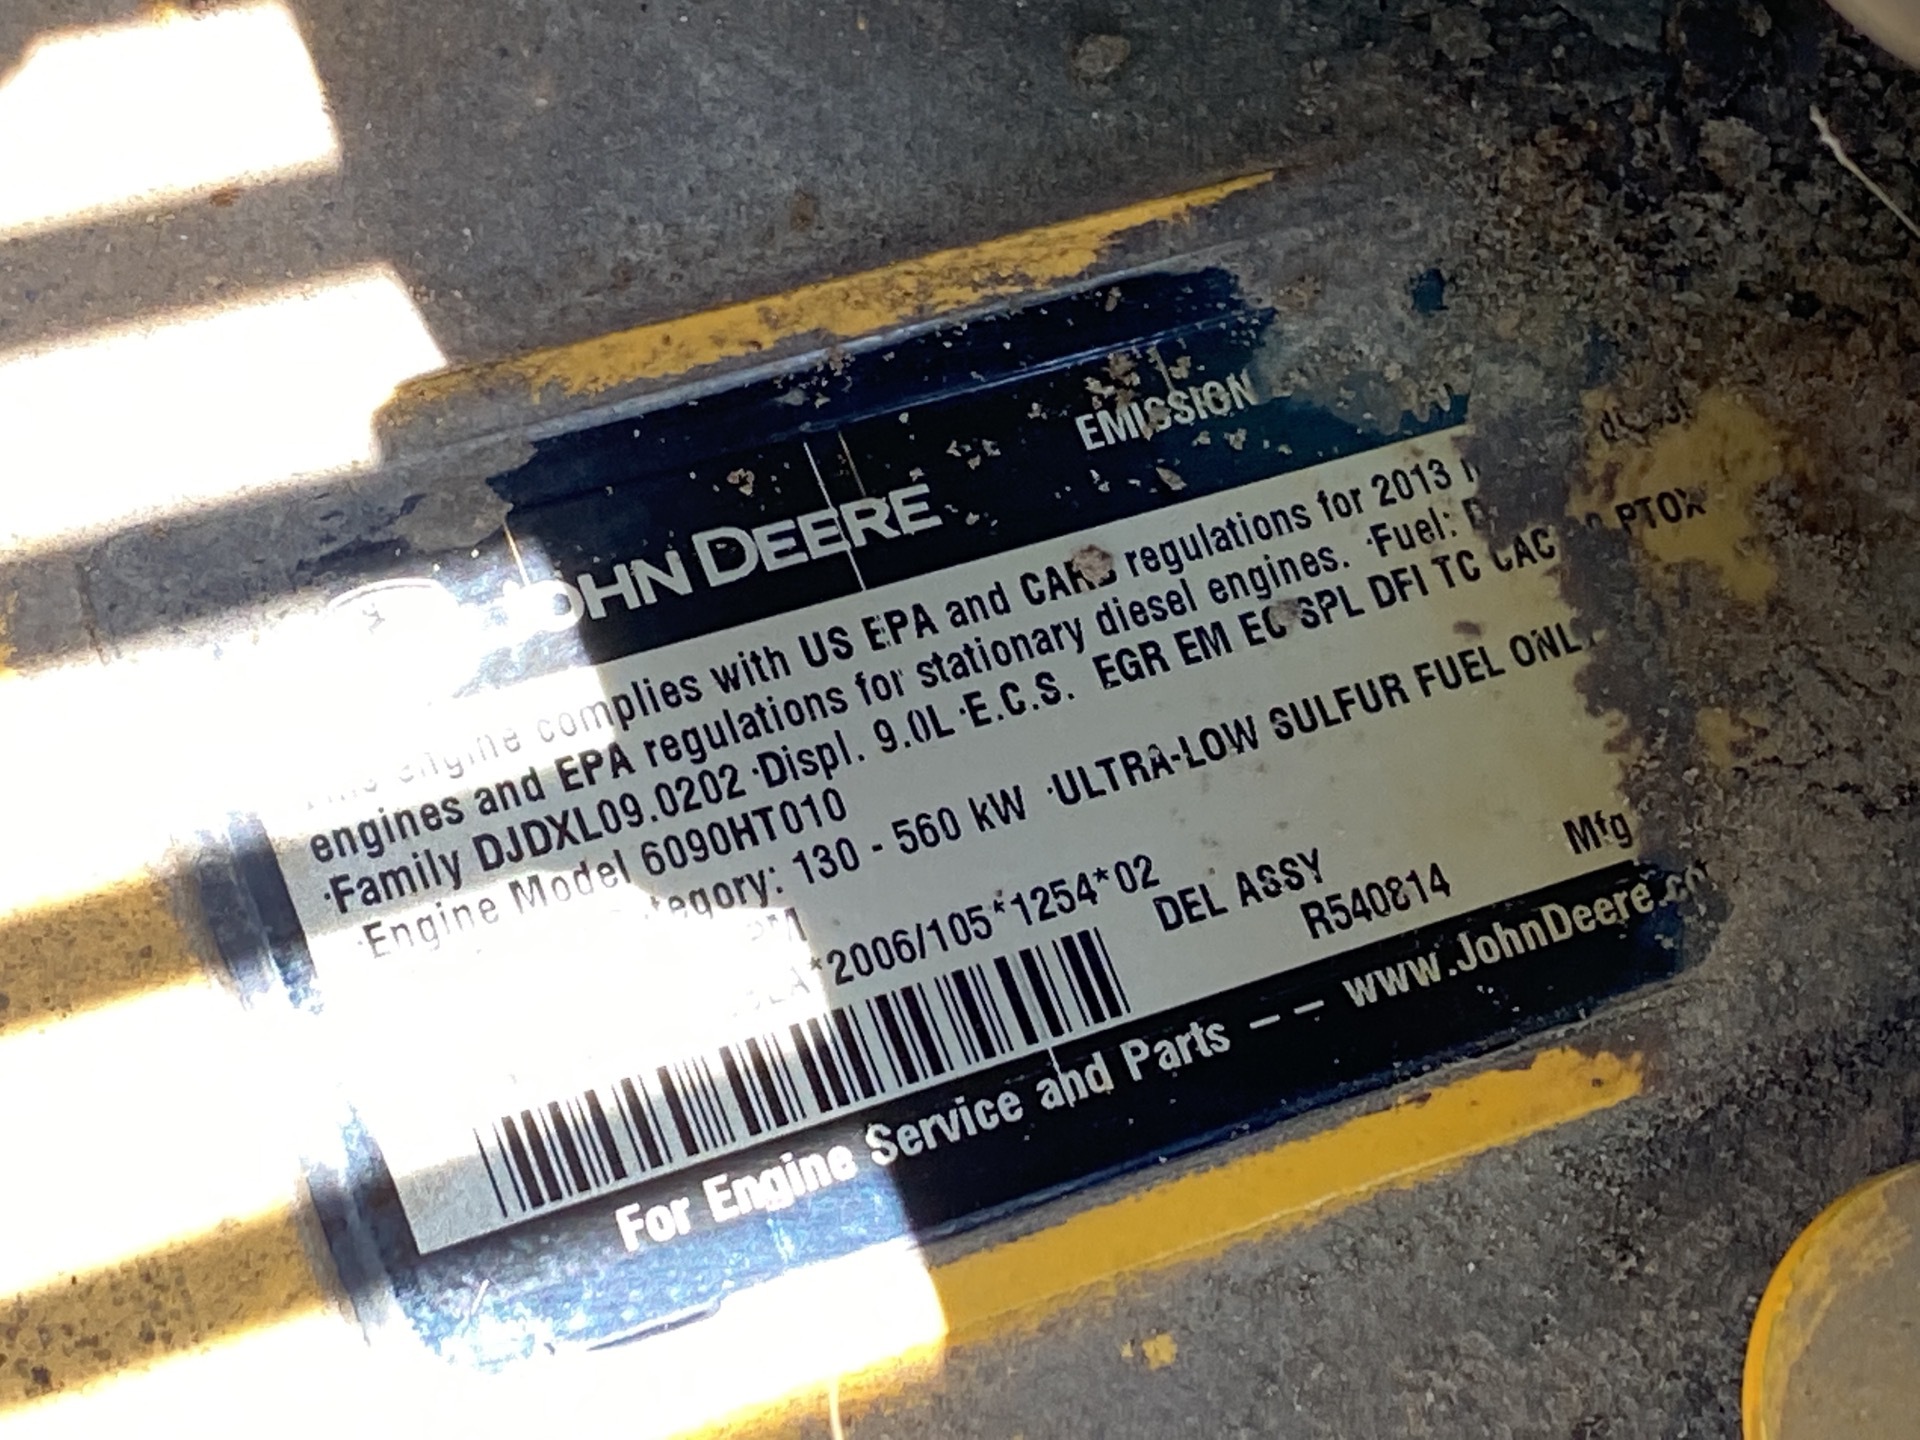 JOHN DEERE
EMISSION
engine complies with US EPA and CARB regulations for 2013
engines and EPA regulations for stationary diesel engines. ·Fuel:
·Family DJDXL09.0202 ·Displ. 9.0L ·E.C.S. EGR EM EC SPL DFI TC CAC PTOX
·Engine Model 6090HT010
130 - 560 kW ·ULTRA-LOW SULFUR FUEL
*2006/105*1254*02
DEL ASSY
R540814
Mfg
For Engine Service and Parts -- www.JohnDeere.co